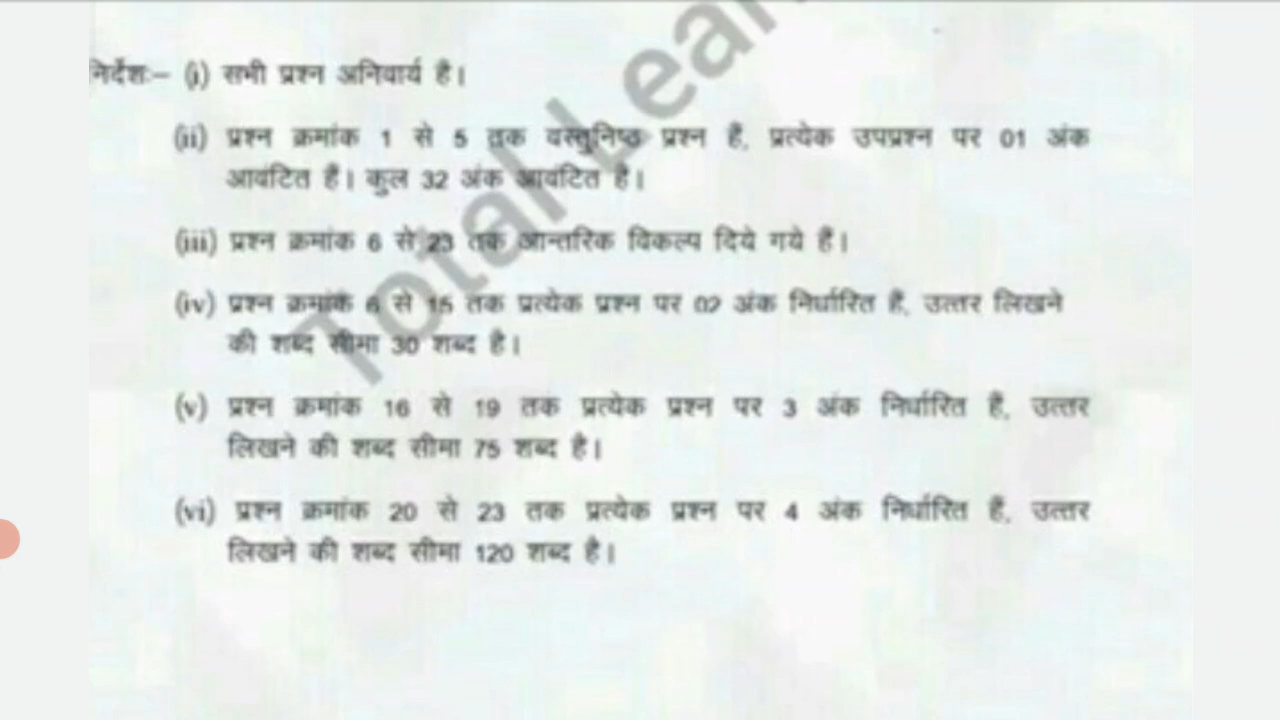 निर्देशः– (i) सभी प्रश्न अनिवार्य है।
(ii) प्रश्न क्रमांक 1 से 5 तक वस्तुनिष्ठ प्रश्न हैं, प्रत्येक उपप्रश्न पर 01 अंक
आवंटित हैं। कुल 32 अंक आवंटित है।
(iii) प्रश्न क्रमांक 6 से 23 तक आन्तरिक विकल्प दिये गये हैं।
(iv) प्रश्न क्रमांक 6 से 15 तक प्रत्येक प्रश्न पर 02 अंक निर्धारित हैं, उत्तर लिखने
की शब्द सीमा 30 शब्द है।
(v) प्रश्न क्रमांक 16 से 19 तक प्रत्येक प्रश्न पर 3 अंक निर्धारित हैं, उत्तर
लिखने की शब्द सीमा 75 शब्द है।
(vi) प्रश्न क्रमांक 20 से 23 तक प्रत्येक प्रश्न पर 4 अंक निर्धारित हैं, उत्तर
लिखने की शब्द सीमा 120 शब्द है।
Total Lear